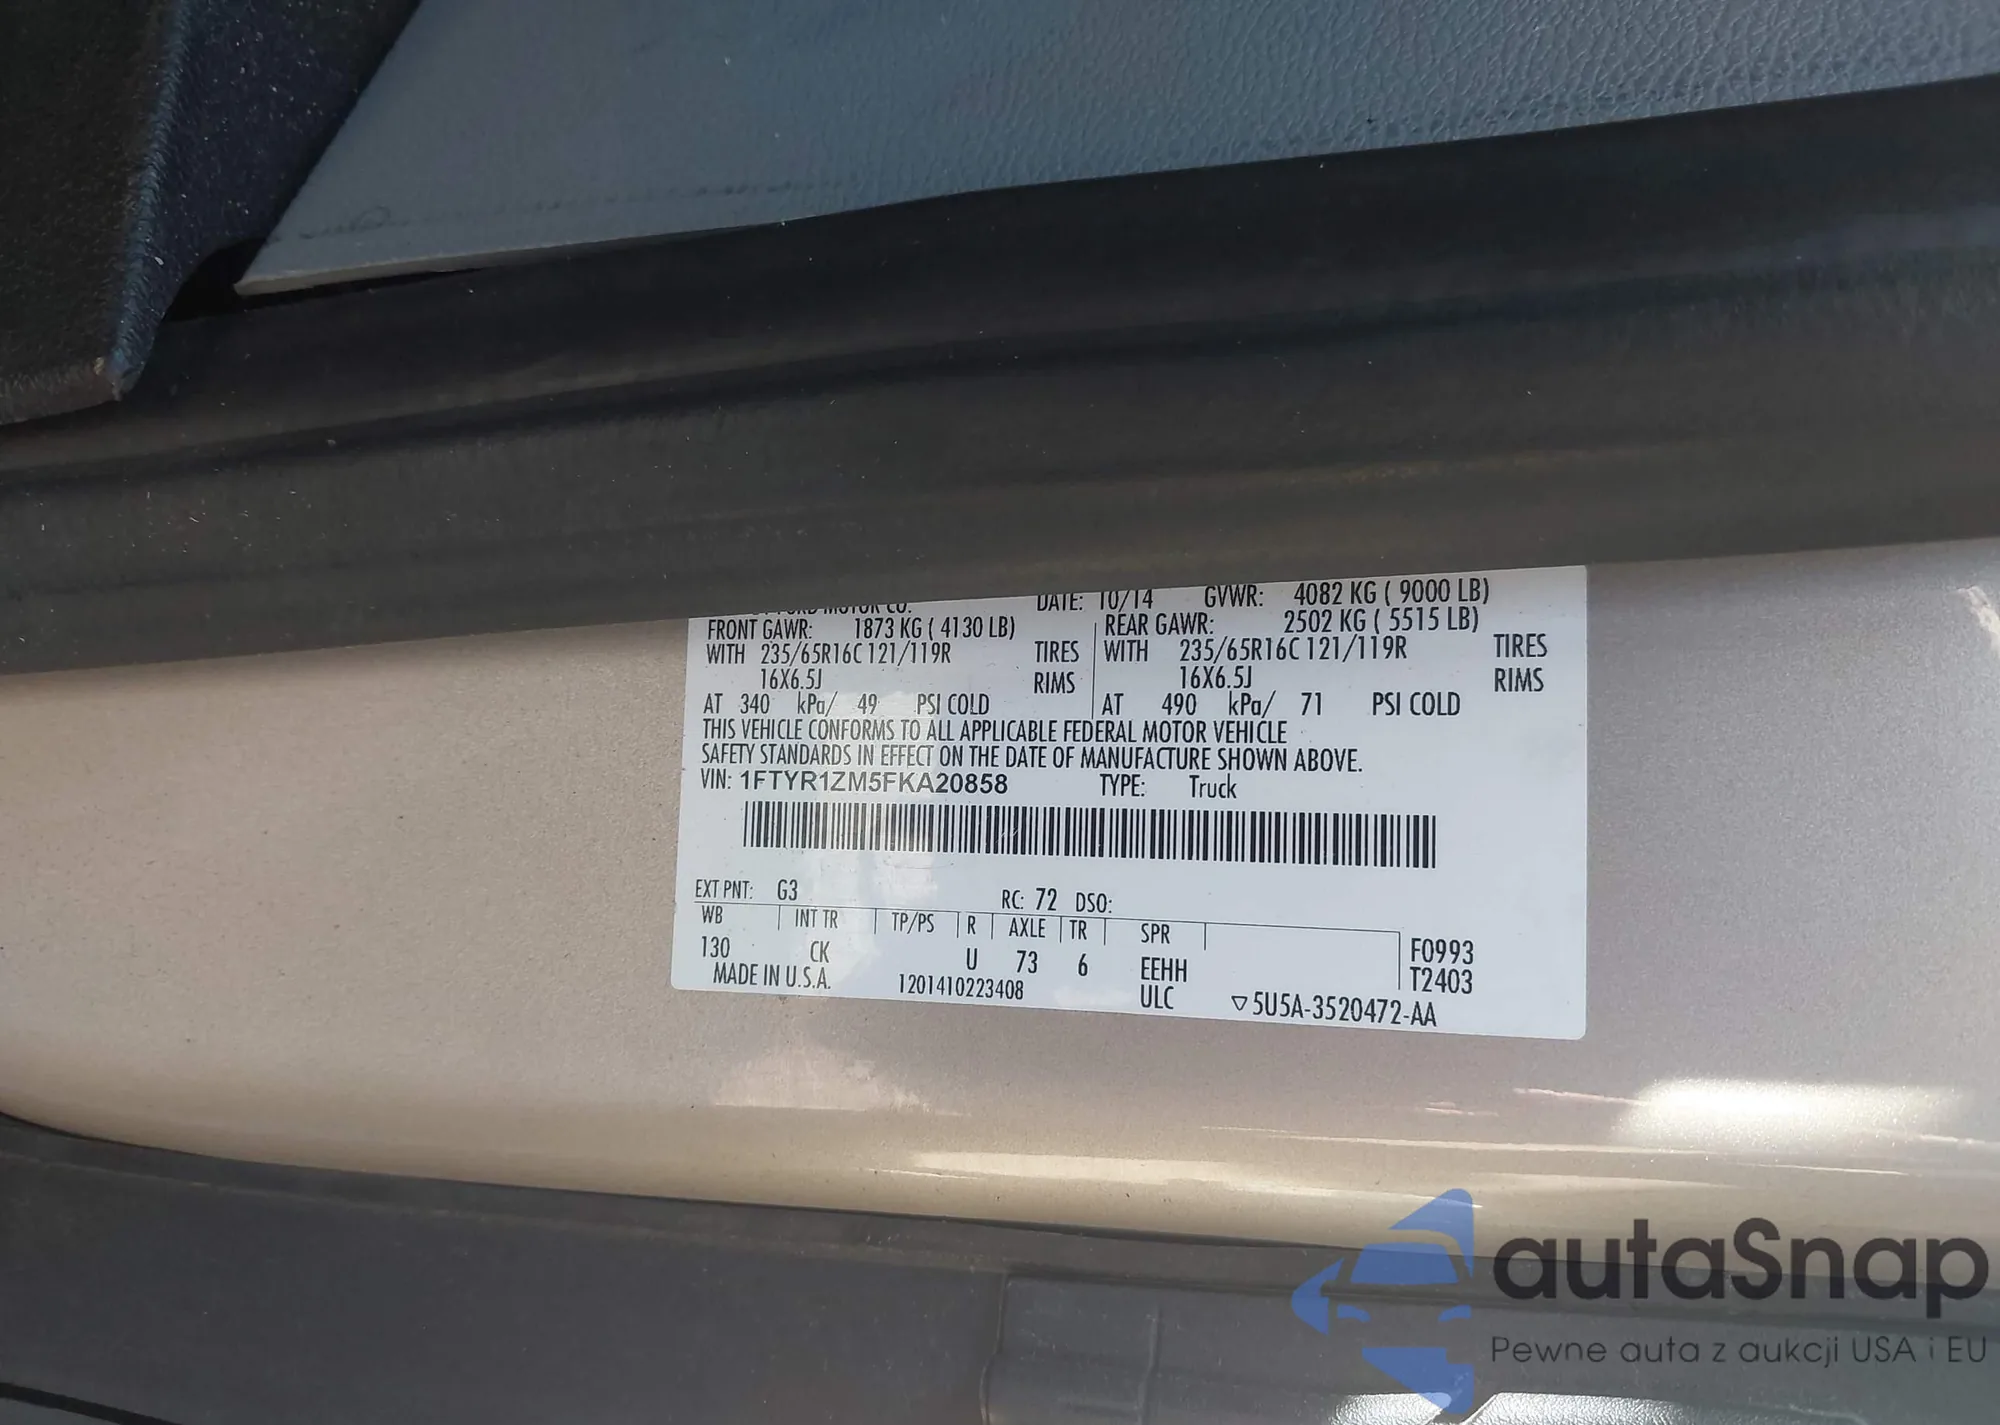 FORD MOTOR CO. DATE: 10/14 GVWR: 4082 KG ( 9000 LB)
FRONT GAWR: 1873 KG ( 4130 LB) REAR GAWR: 2502 KG ( 5515 LB)
WITH 235/65R16C 121/119R TIRES WITH 235/65R16C 121/119R TIRES
16X6.5J RIMS 16X6.5J RIMS
AT 340 kPa/ 49 PSI COLD AT 490 kPa/ 71 PSI COLD
THIS VEHICLE CONFORMS TO ALL APPLICABLE FEDERAL MOTOR VEHICLE
SAFETY STANDARDS IN EFFECT ON THE DATE OF MANUFACTURE SHOWN ABOVE.
VIN: 1FTYR1ZM5FKA20858 TYPE: Truck
EXT PNT: G3 RC: 72 DSO:
WB INT TR TP/PS R AXLE TR SPR
130 CK U 73 6 EEHH F0993
MADE IN U.S.A. 1201410223408 ULC T2403
▽5U5A-3520472-AA
autaSnap
Pewne auta z aukcji USA i EU